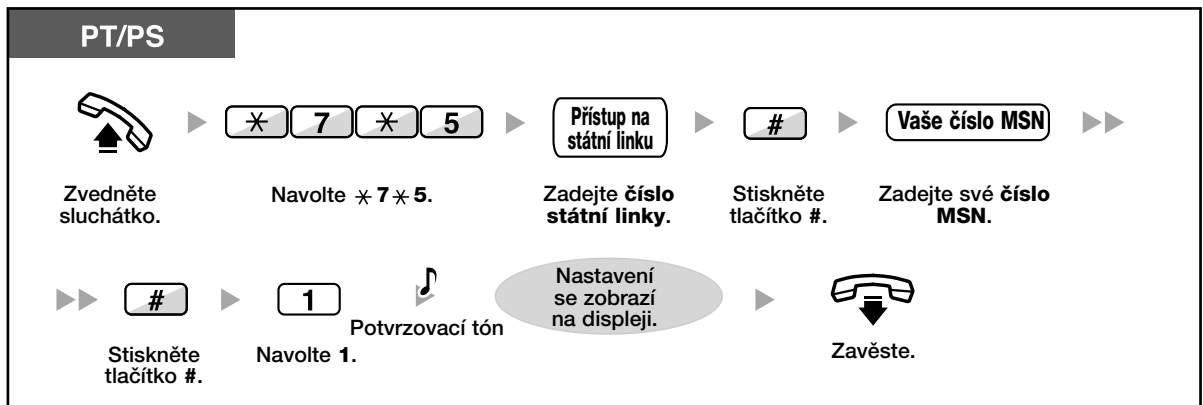 PT/PS
✳ 7 ✳ 5
Přístup na
státní linku
#
Vaše číslo MSN
Zvedněte
sluchátko.
Navolte ✳ 7 ✳ 5.
Zadejte číslo
státní linky.
Stiskněte
tlačítko #.
Zadejte své číslo
MSN.
#
1
Potvrzovací tón
Nastavení
se zobrazí
na displeji.
Stiskněte
tlačítko #.
Navolte 1.
Zavěste.